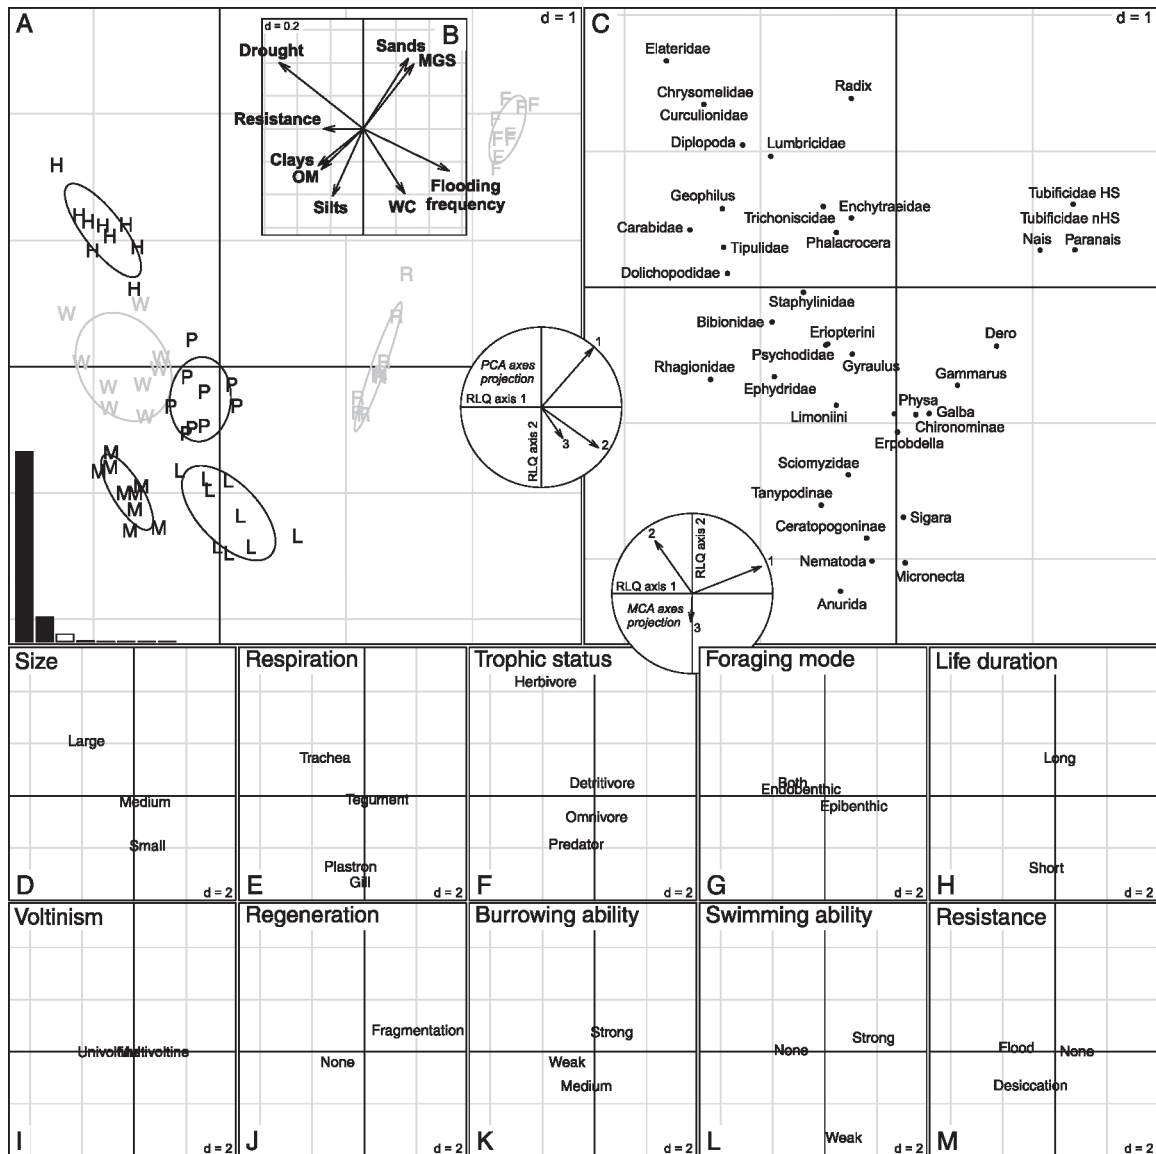 A
d = 1
d = 0.2
B
Drought
Sands
MGS
Resistance
Clays
OM
Silts
WC
Flooding
frequency
F F F
F
F F
F
F
H
H H H H
H
H H
H
W W
W W W
W W
W W
P
P P
P
P P
P P P
R
R
R
R
R
R R
M
M M
M M M
M
M M
L L L
L
L
L L L
L
PCA axes
projection
RLQ axis 1
RLQ axis 2
1
2
3
C
d = 1
Elateridae
Chrysomelidae
Curculionidae
Radix
Diplopoda
Lumbricidae
Geophilus
Trichoniscidae
Enchytraeidae
Carabidae
Phalacrocera
Tipulidae
Dolichopodidae
Tubificidae HS
Tubificidae nHS
Nais
Paranais
Staphylinidae
Bibionidae
Eriopterini
Psychodidae
Gyraulus
Dero
Rhagionidae
Ephydridae
Gammarus
Limoniini
Physa
Galba
Chironominae
Erpobdella
Sciomyzidae
Tanypodinae
Ceratopogoninae
Sigara
Nematoda
Micronecta
Anurida
2
RLQ axis 2
1
RLQ axis 1
MCA axes
projection
3
Size
Large
Medium
Small
D
d = 2
Respiration
Trachea
Tegument
Plastron
Gill
E
d = 2
Trophic status
Herbivore
Detritivore
Omnivore
Predator
F
d = 2
Foraging mode
Both
Endobenthic
Epibenthic
G
d = 2
Life duration
Long
Short
H
d = 2
Voltinism
Univoltine
Multivoltine
I
d = 2
Regeneration
Fragmentation
None
J
d = 2
Burrowing ability
Strong
Weak
Medium
K
d = 2
Swimming ability
Strong
None
Weak
L
d = 2
Resistance
Flood
None
Desiccation
M
d = 2